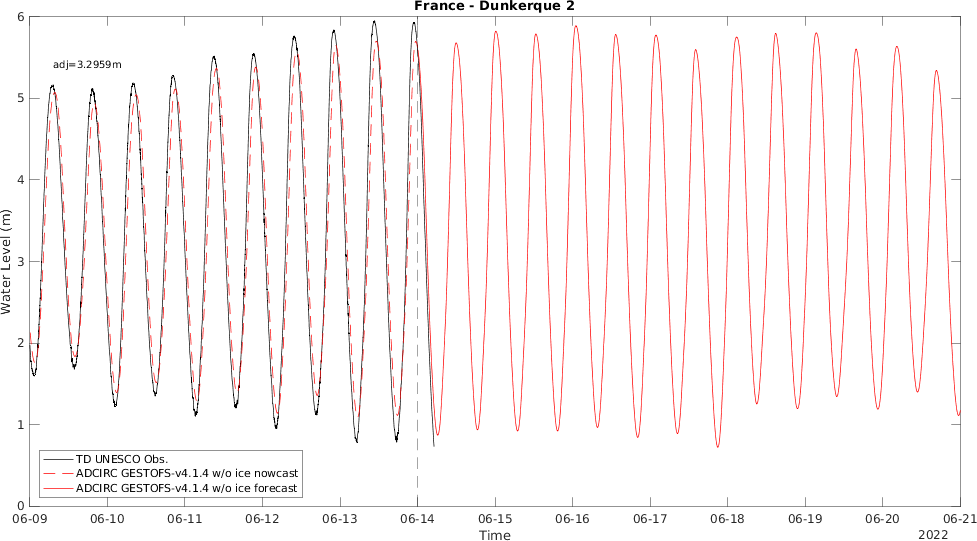 France - Dunkerque 2
adj=3.2959m
6
5
4
3
2
1
0
Water Level (m)
TD UNESCO Obs.
ADCIRC GESTOFS-v4.1.4 w/o ice nowcast
ADCIRC GESTOFS-v4.1.4 w/o ice forecast
06-09 06-10 06-11 06-12 06-13 06-14 06-15 06-16 06-17 06-18 06-19 06-20 06-21
Time
2022